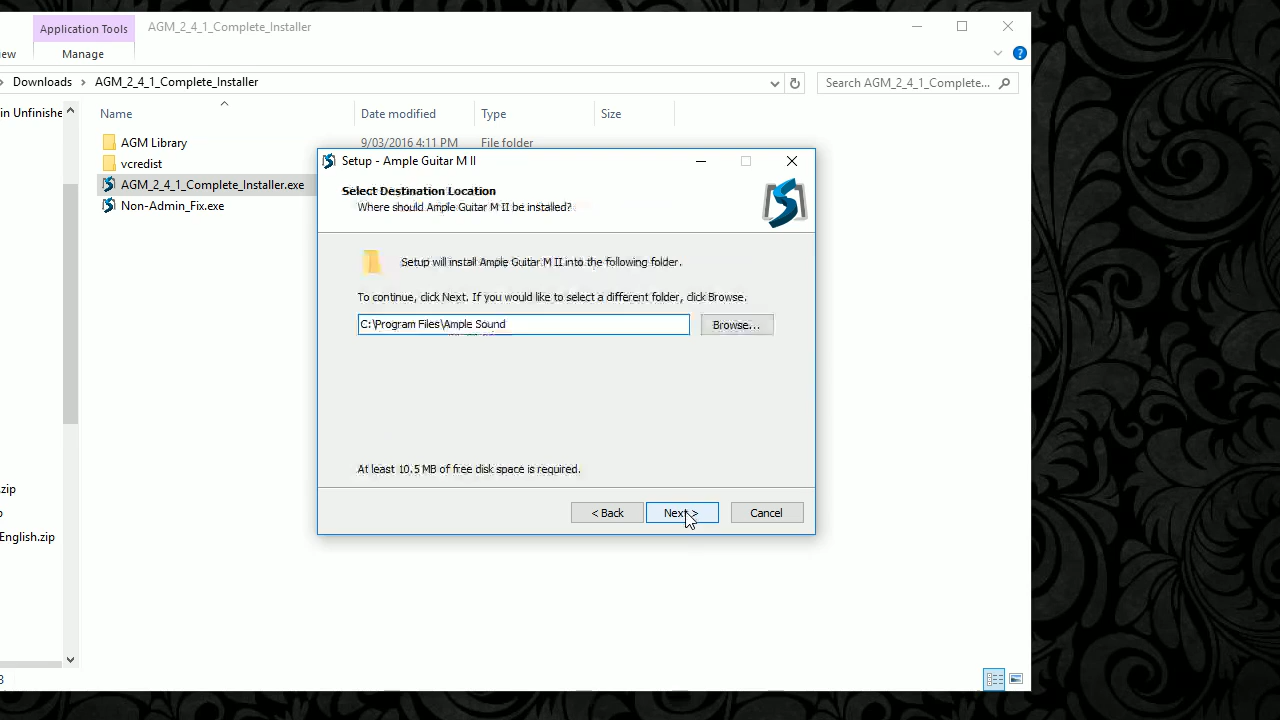 Application Tools
AGM_2_4_1_Complete_Installer
ew
Manage
Downloads
AGM_2_4_1_Complete_Installer
Search AGM_2_4_1_Complete...
in Unfinishe
Name
Date modified
Type
Size
AGM Library
9/03/2016 4:11 PM
File folder
vcredist
AGM_2_4_1_Complete_Installer.exe
Non-Admin_Fix.exe
Setup - Ample Guitar M II
Select Destination Location
Where should Ample Guitar M II be installed?
Setup will install Ample Guitar M II into the following folder.
To continue, click Next. If you would like to select a different folder, click Browse.
C:\Program Files\Ample Sound
Browse...
At least 10.5 MB of free disk space is required.
< Back
Next >
Cancel
.zip
English.zip